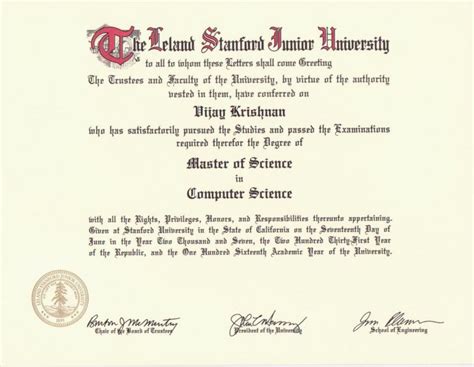 The Leland Stanford Junior University
to all to whom these Letters shall come Greeting
The Trustees and Faculty of the University, by virtue of the authority
vested in them, have conferred on
Vijay Krishnan
who has satisfactorily pursued the Studies and passed the Examinations
required therefor the Degree of
Master of Science
in
Computer Science
with all the Rights, Privileges, Honors, and Responsibilities thereunto appertaining.
Given at Stanford University in the State of California on the Seventeenth Day of
June in the Year Two Thousand and Seven, the Two Hundred Thirty-First Year
of the Republic, and the One Hundred Sixteenth Academic Year of the University.
Chair of the Board of Trustees
President of the University
School of Engineering